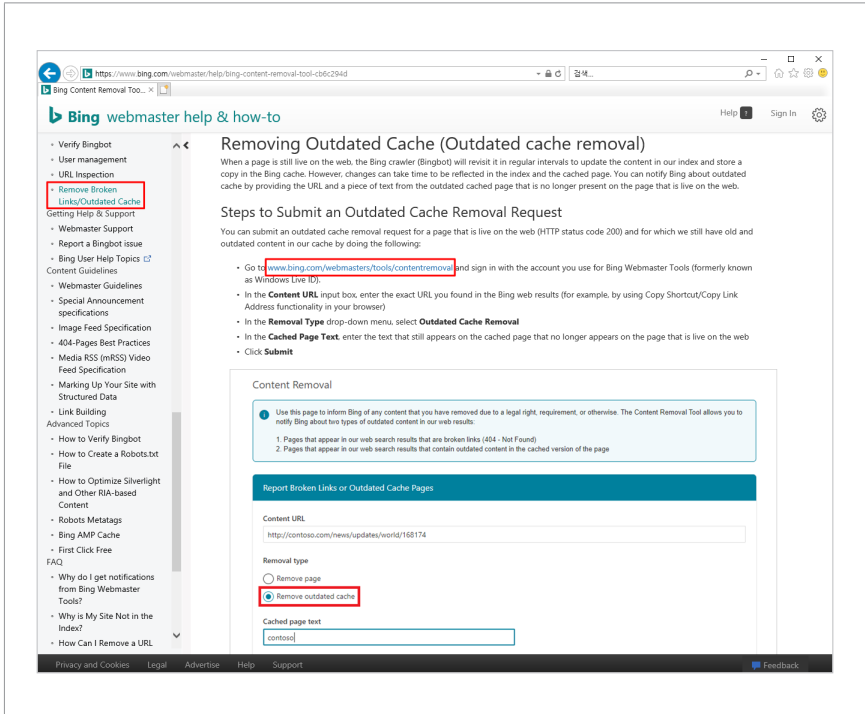 https://www.bing.com/webmaster/help/bing-content-removal-tool-cb6c294d
검색...
Bing Content Removal Too...
Bing webmaster help & how-to
Help ?
Sign In
Verify Bingbot
User management
URL Inspection
Remove Broken
Links/Outdated Cache
Getting Help & Support
Webmaster Support
Report a Bingbot issue
Bing User Help Topics
Content Guidelines
Webmaster Guidelines
Special Announcement
specifications
Image Feed Specification
404-Pages Best Practices
Media RSS (mRSS) Video
Feed Specification
Marking Up Your Site with
Structured Data
Link Building
Advanced Topics
How to Verify Bingbot
How to Create a Robots.txt
File
How to Optimize Silverlight
and Other RIA-based
Content
Robots Metatags
Bing AMP Cache
First Click Free
FAQ
Why do I get notifications
from Bing Webmaster
Tools?
Why is My Site Not in the
Index?
How Can I Remove a URL
Removing Outdated Cache (Outdated cache removal)
When a page is still live on the web, the Bing crawler (Bingbot) will revisit it in regular intervals to update the content in our index and store a
copy in the Bing cache. However, changes can take time to be reflected in the index and the cached page. You can notify Bing about outdated
cache by providing the URL and a piece of text from the outdated cached page that is no longer present on the page that is live on the web.
Steps to Submit an Outdated Cache Removal Request
You can submit an outdated cache removal request for a page that is live on the web (HTTP status code 200) and for which we still have old and
outdated content in our cache by doing the following:
Go to www.bing.com/webmasters/tools/contentremoval and sign in with the account you use for Bing Webmaster Tools (formerly known
as Windows Live ID).
In the Content URL input box, enter the exact URL you found in the Bing web results (for example, by using Copy Shortcut/Copy Link
Address functionality in your browser)
In the Removal Type drop-down menu, select Outdated Cache Removal
In the Cached Page Text, enter the text that still appears on the cached page that no longer appears on the page that is live on the web
Click Submit
Content Removal
Use this page to inform Bing of any content that you have removed due to a legal right, requirement, or otherwise. The Content Removal Tool allows you to
notify Bing about two types of outdated content in our web results:
1. Pages that appear in our web search results that are broken links (404 - Not Found)
2. Pages that appear in our web search results that contain outdated content in the cached version of the page
Report Broken Links or Outdated Cache Pages
Content URL
http://contoso.com/news/updates/world/168174
Removal type
Remove page
Remove outdated cache
Cached page text
contoso
Privacy and Cookies Legal Advertise Help Support Feedback